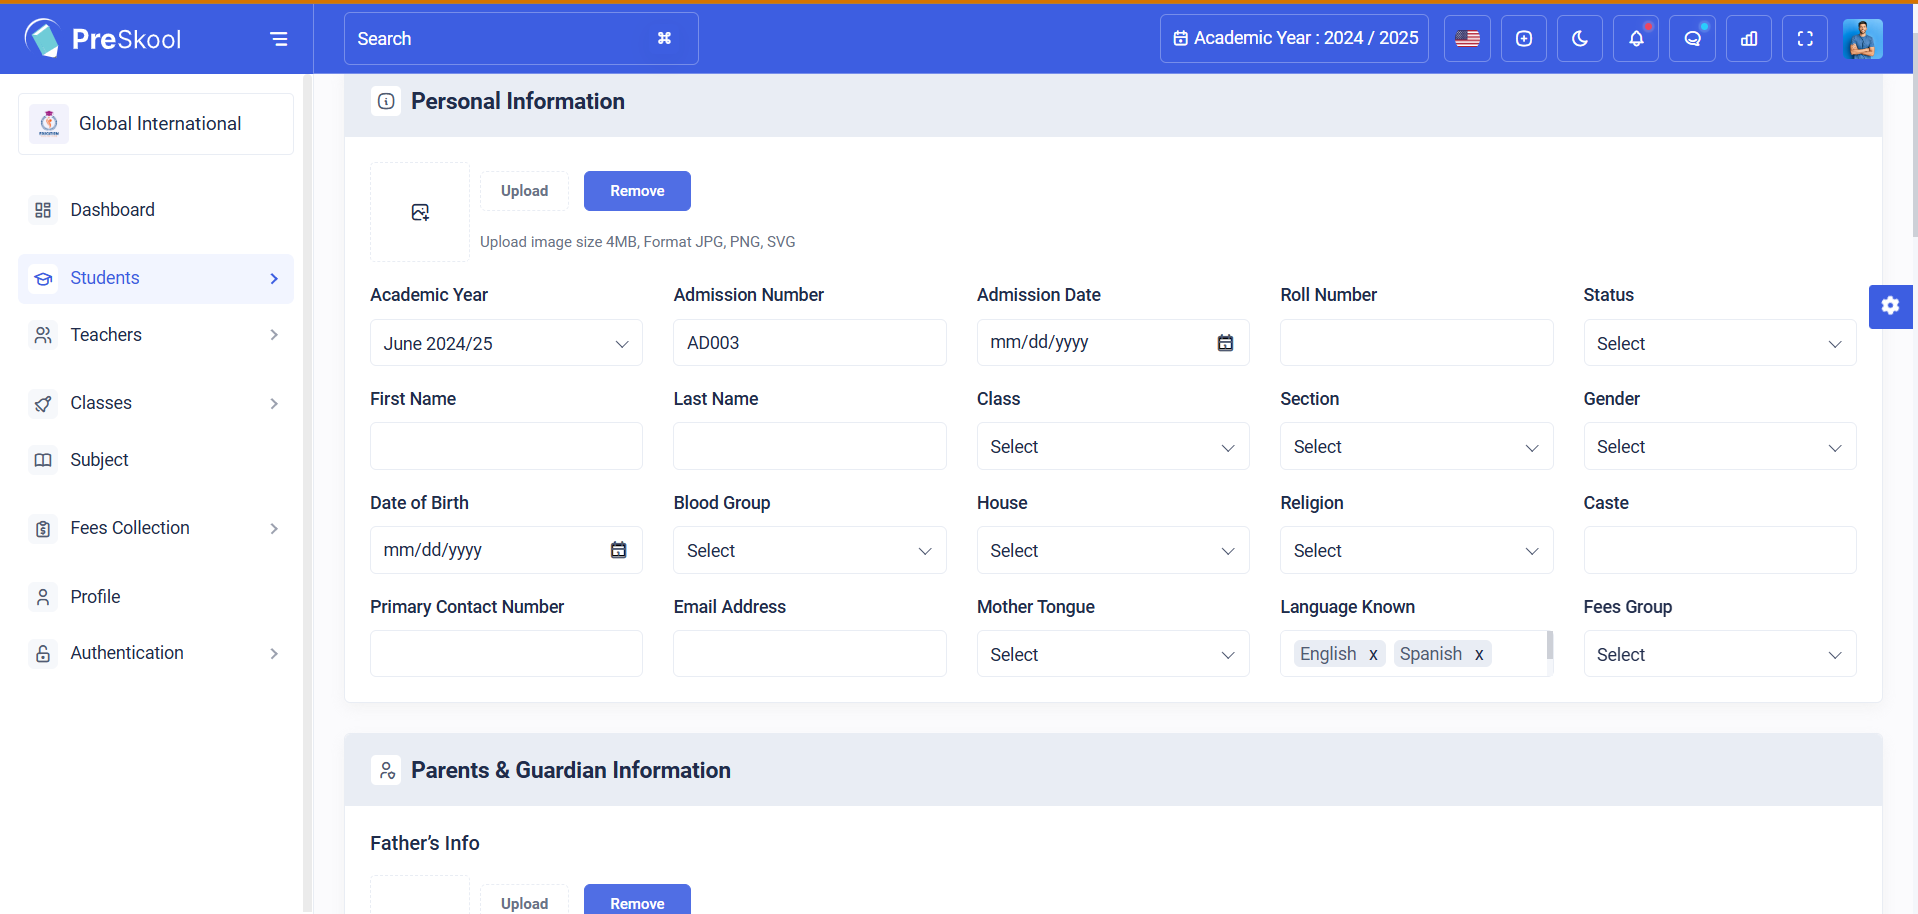 PreSkool
Search
Academic Year : 2024 / 2025
Global International
Dashboard
Students
Teachers
Classes
Subject
Fees Collection
Profile
Authentication
Personal Information
Upload
Remove
Upload image size 4MB, Format JPG, PNG, SVG
Academic Year
Admission Number
Admission Date
Roll Number
Status
June 2024/25
AD003
mm/dd/yyyy
Select
First Name
Last Name
Class
Section
Gender
Select
Select
Select
Date of Birth
Blood Group
House
Religion
Caste
mm/dd/yyyy
Select
Select
Select
Primary Contact Number
Email Address
Mother Tongue
Language Known
Fees Group
Select
English x
Spanish x
Select
Parents & Guardian Information
Father’s Info
Upload
Remove